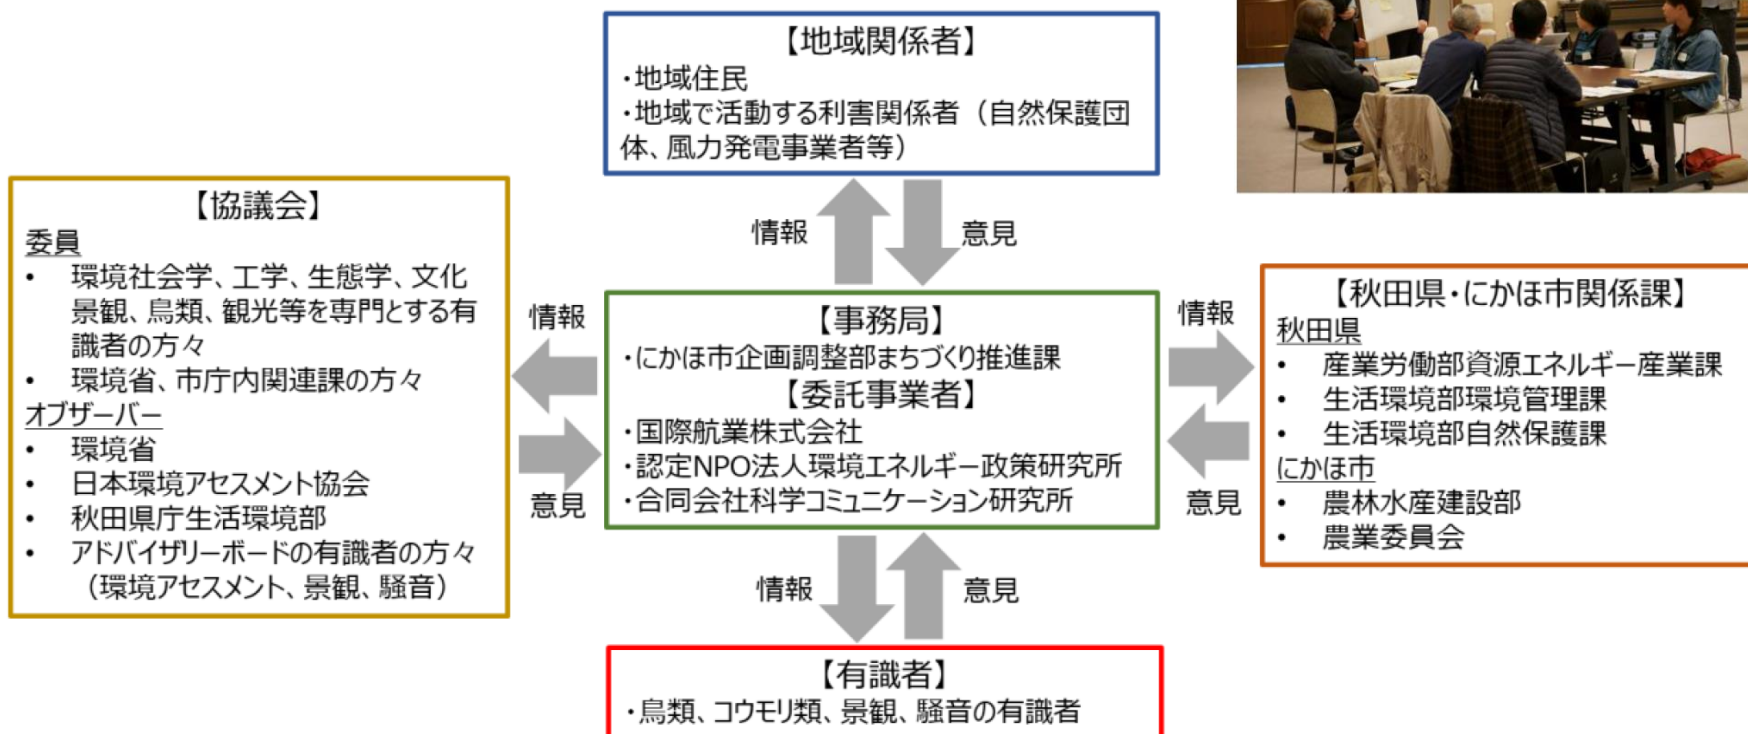 【地域関係者】
・地域住民
・地域で活動する利害関係者（自然保護団
体、風力発電事業者等）
情報
意見
【協議会】
委員
• 環境社会学、工学、生態学、文化
景観、鳥類、観光等を専門とする有
識者の方々
• 環境省、市庁内関連課の方々
オブザーバー
• 環境省
• 日本環境アセスメント協会
• 秋田県庁生活環境部
• アドバイザリーボードの有識者の方々
（環境アセスメント、景観、騒音）
情報
意見
【事務局】
・にかほ市企画調整部まちづくり推進課
【委託事業者】
・国際航業株式会社
・認定NPO法人環境エネルギー政策研究所
・合同会社科学コミュニケーション研究所
情報
意見
【秋田県・にかほ市関係課】
秋田県
• 産業労働部資源エネルギー産業課
• 生活環境部環境管理課
• 生活環境部自然保護課
にかほ市
• 農林水産建設部
• 農業委員会
情報
意見
【有識者】
・鳥類、コウモリ類、景観、騒音の有識者